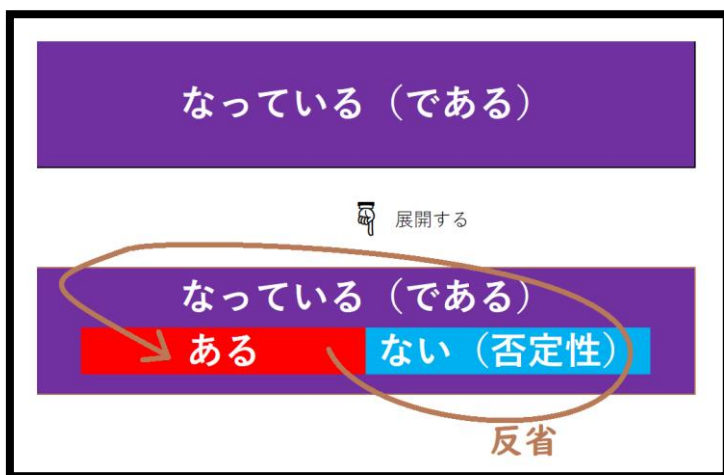 なっている（である）
展開する
なっている（である）
ある ない（否定性）
反省